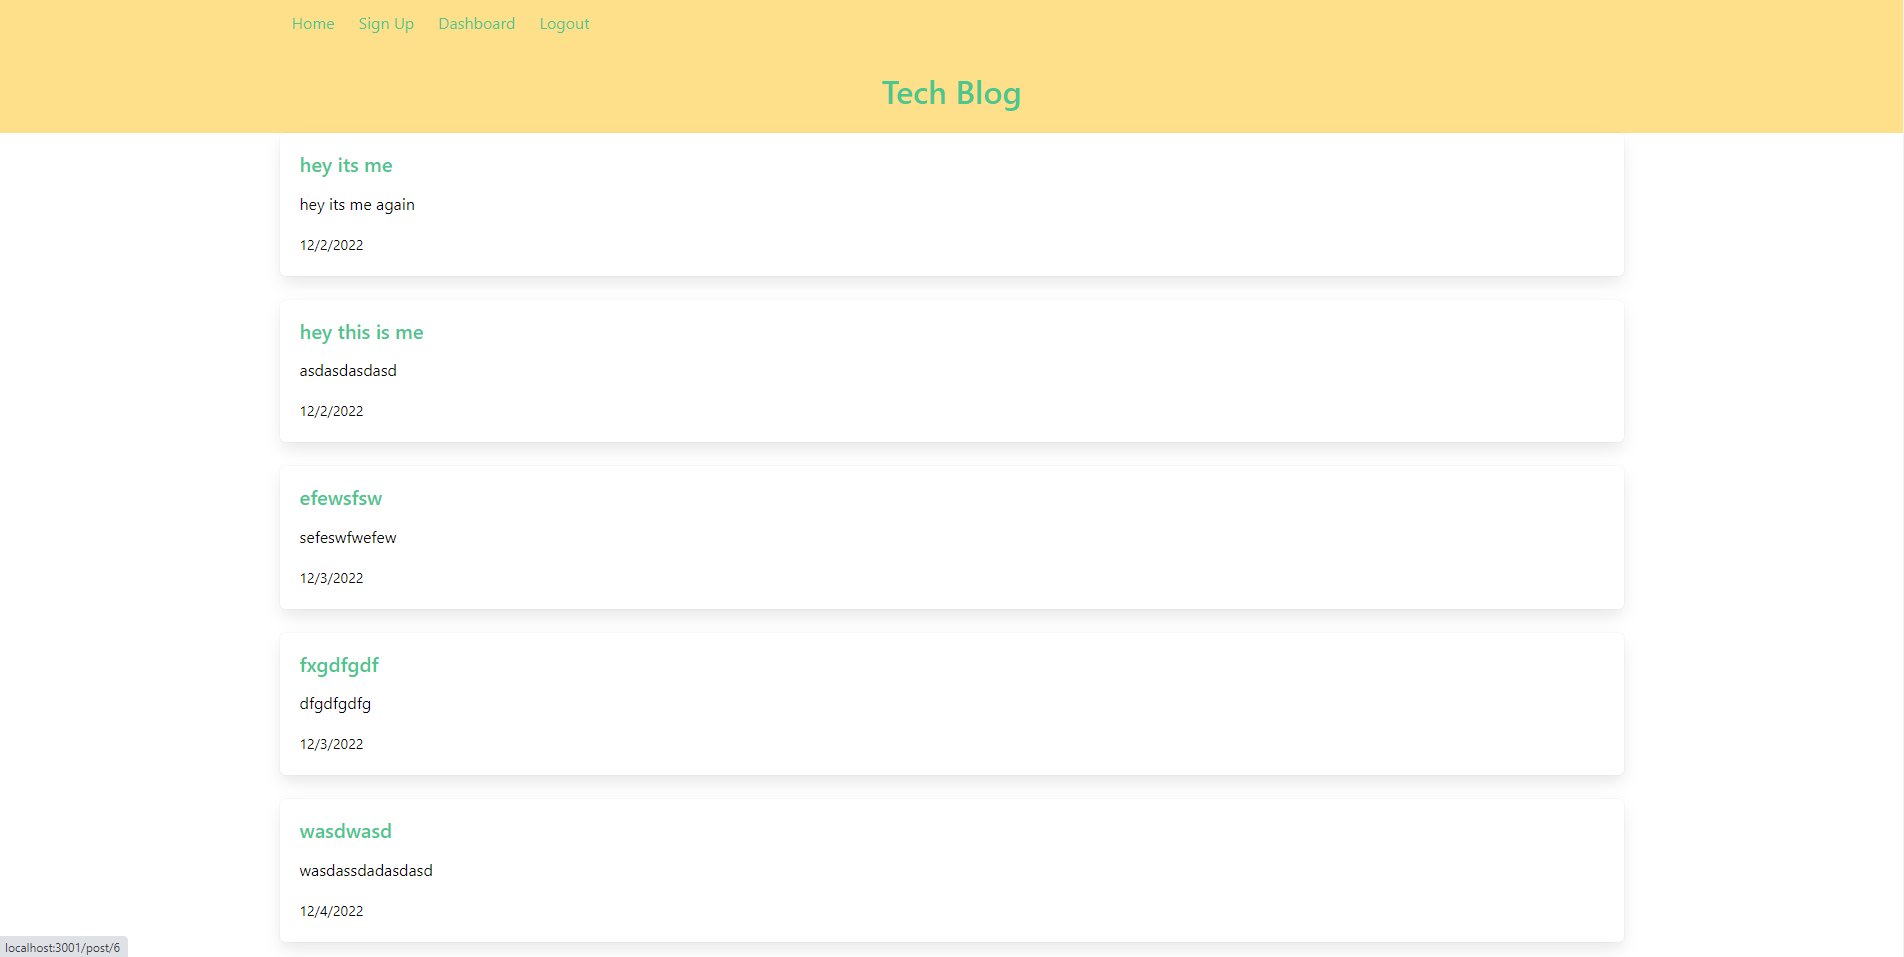 Home Sign Up Dashboard Logout
Tech Blog
hey its me
hey its me again
12/2/2022
hey this is me
asdasdasdasd
12/2/2022
efewsfsw
sefeswfwefew
12/3/2022
fxgdfgdf
dfgdfgdfg
12/3/2022
wasdwasd
wasdassdadasdasd
12/4/2022
localhost:3001/post/6